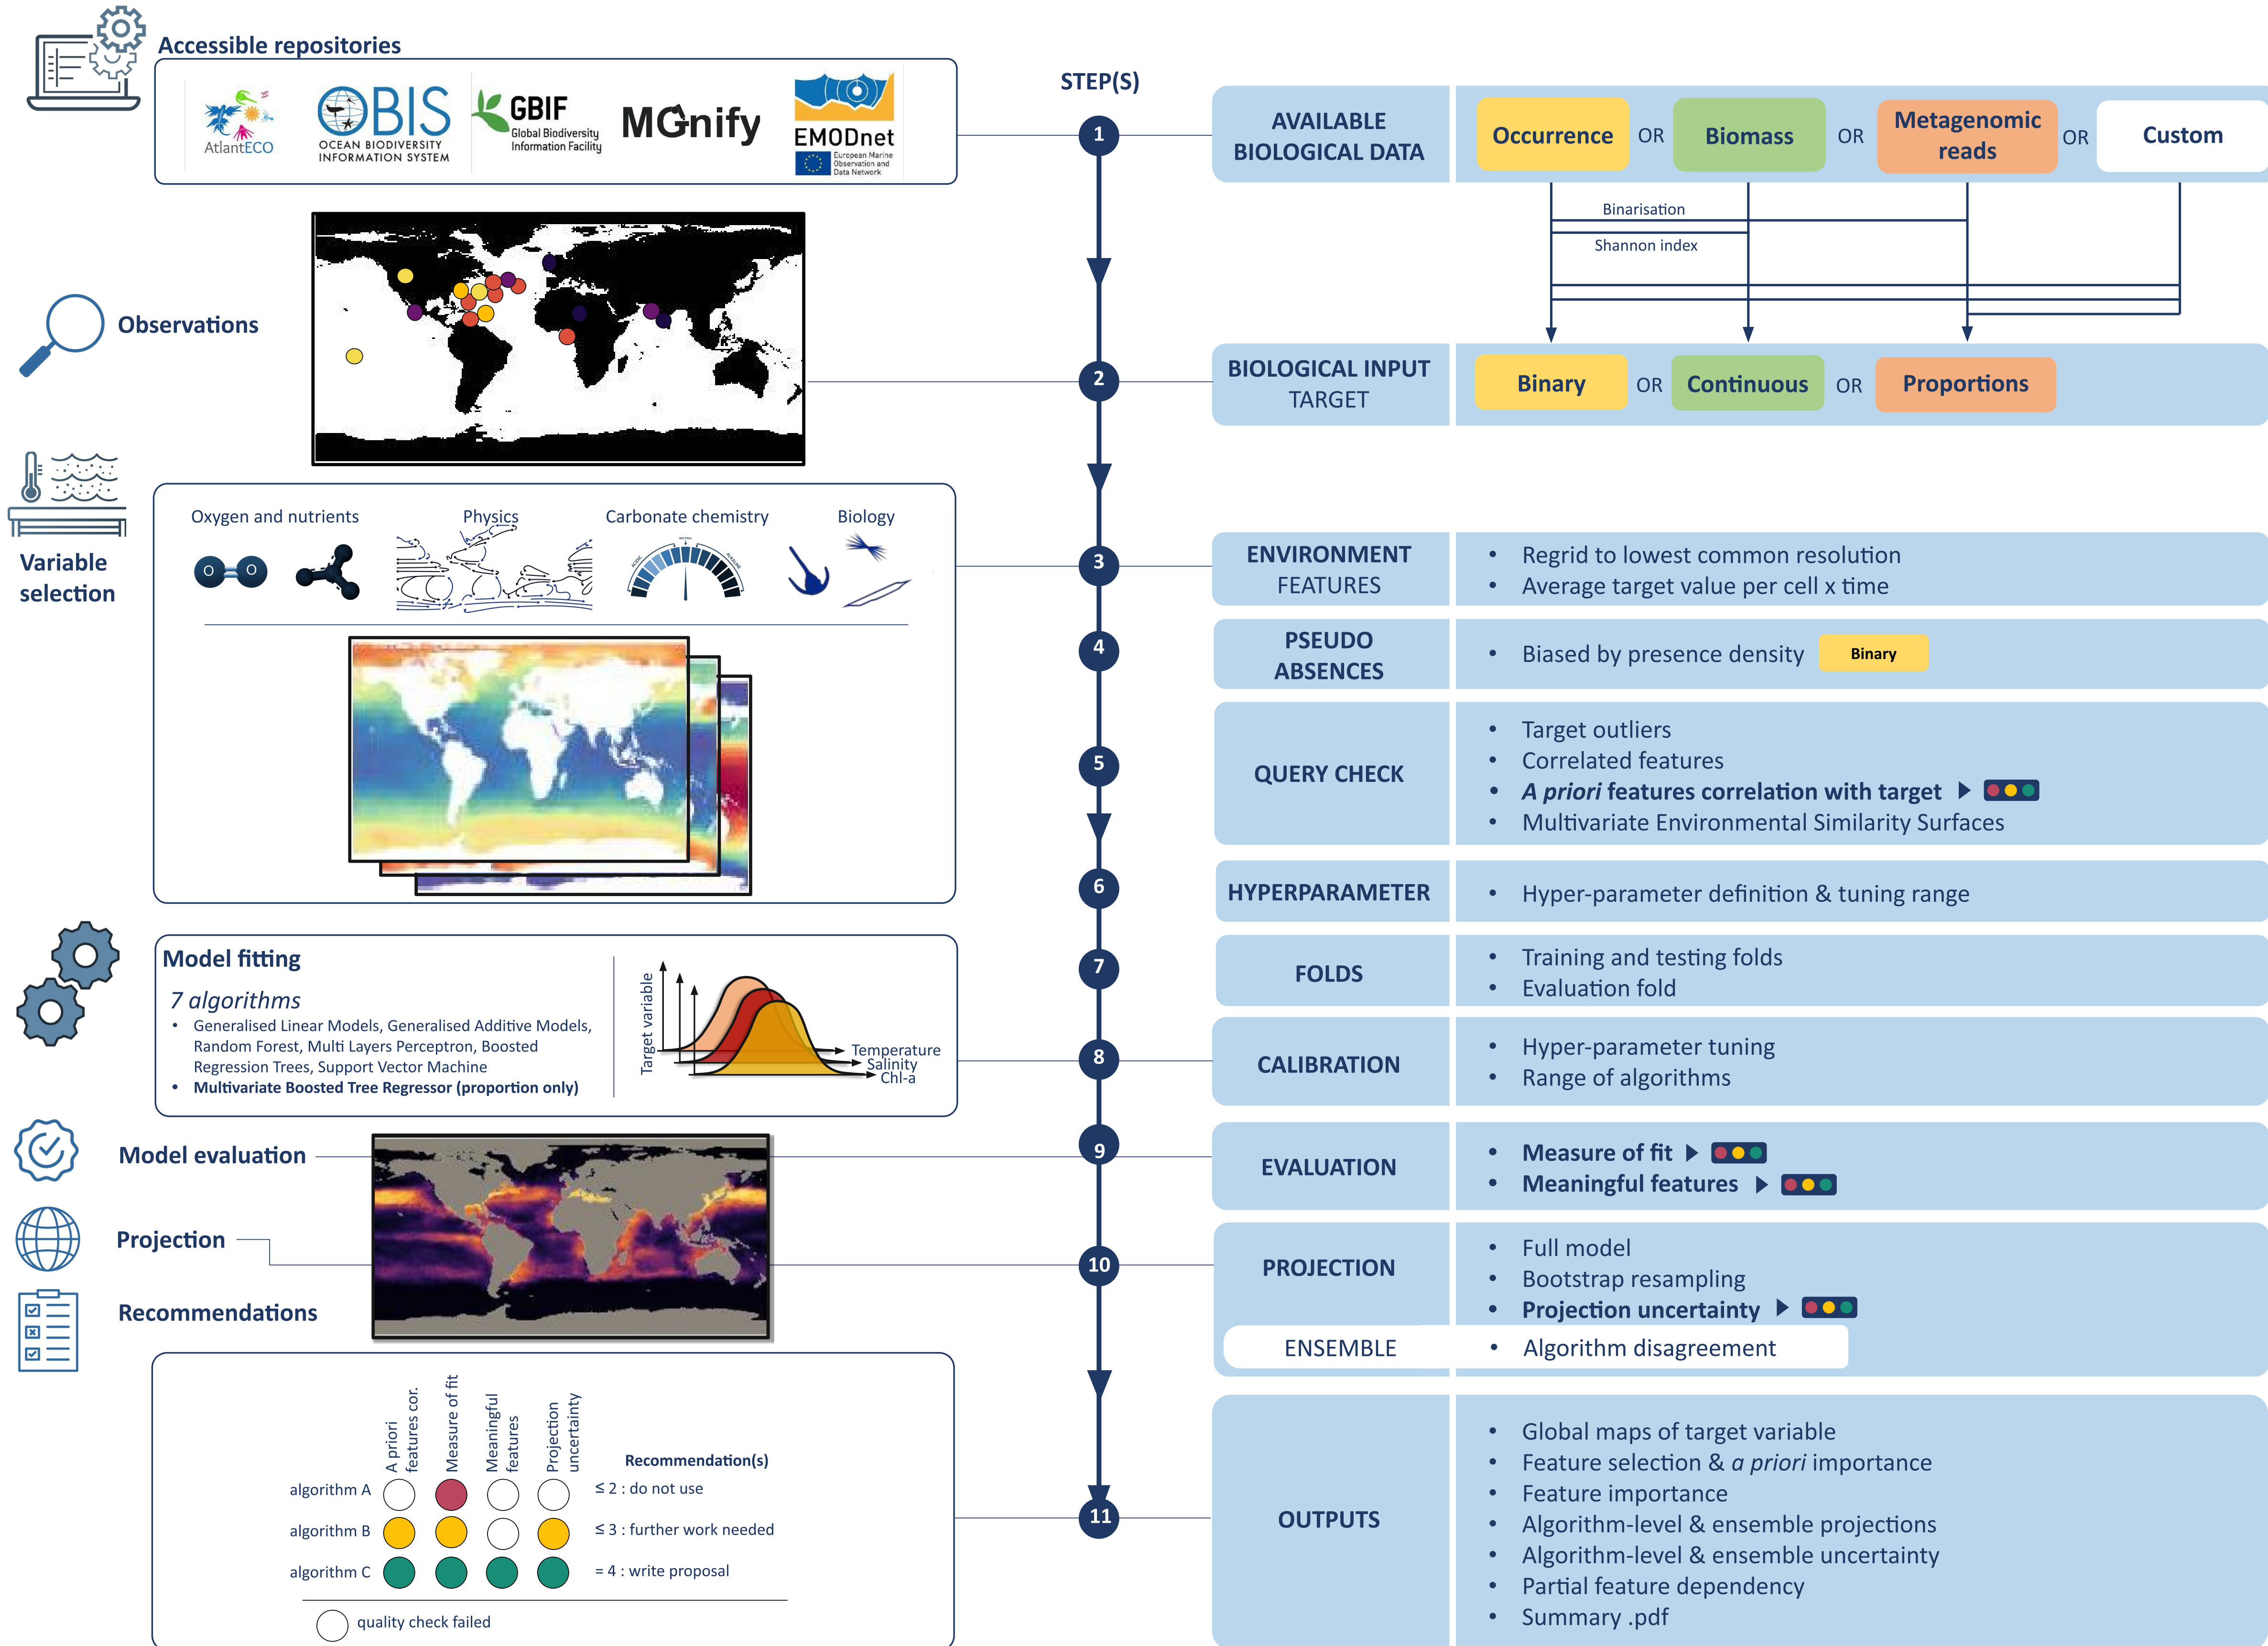 Accessible repositories
AtlantECO
OBIS
OCEAN BIODIVERSITY
INFORMATION SYSTEM
GBIF
Global Biodiversity
Information Facility
MGnify
EMODnet
European Marine
Observation and
Data Network
STEP(S)
1
AVAILABLE
BIOLOGICAL DATA
Occurrence OR Biomass OR Metagenomic reads OR Custom
Binarisation
Shannon index
Observations
2
BIOLOGICAL INPUT
TARGET
Binary OR Continuous OR Proportions
Variable
selection
Oxygen and nutrients
Physics
Carbonate chemistry
Biology
O=O
ACIDIC
NEUTRAL
ALKALINE
3
ENVIRONMENT
FEATURES
• Regrid to lowest common resolution
• Average target value per cell x time
4
PSEUDO
ABSENCES
• Biased by presence density
Binary
5
QUERY CHECK
• Target outliers
• Correlated features
• A priori features correlation with target
• Multivariate Environmental Similarity Surfaces
6
HYPERPARAMETER
• Hyper-parameter definition & tuning range
Model fitting
7 algorithms
• Generalised Linear Models, Generalised Additive Models,
Random Forest, Multi Layers Perceptron, Boosted
Regression Trees, Support Vector Machine
• Multivariate Boosted Tree Regressor (proportion only)
Target variable
Temperature
Salinity
Chl-a
7
FOLDS
• Training and testing folds
• Evaluation fold
8
CALIBRATION
• Hyper-parameter tuning
• Range of algorithms
Model evaluation
9
EVALUATION
• Measure of fit
• Meaningful features
Projection
10
PROJECTION
• Full model
• Bootstrap resampling
• Projection uncertainty
ENSEMBLE
• Algorithm disagreement
Recommendations
A priori
features cor.
Measure of fit
Meaningful
features
Projection
uncertainty
Recommendation(s)
algorithm A
≤ 2 : do not use
algorithm B
≤ 3 : further work needed
algorithm C
= 4 : write proposal
quality check failed
11
OUTPUTS
• Global maps of target variable
• Feature selection & a priori importance
• Feature importance
• Algorithm-level & ensemble projections
• Algorithm-level & ensemble uncertainty
• Partial feature dependency
• Summary .pdf